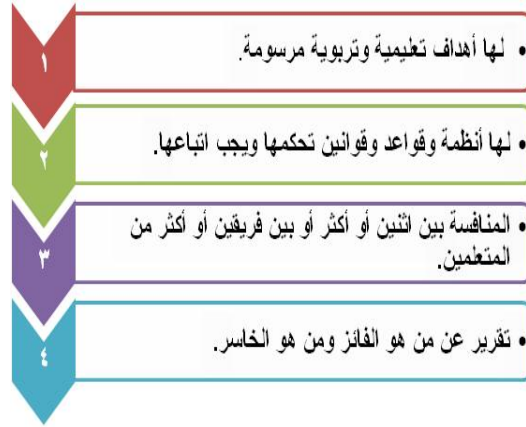 ١
• لها أهداف تعليمية وتربوية مرسومة.
٢
• لها أنظمة وقواعد وقوانين تحكمها ويجب اتباعها.
٣
• المنافسة بين اثنين أو أكثر أو بين فريقين أو أكثر من
المتعلمين.
٤
• تقرير عن من هو الفائز ومن هو الخاسر.